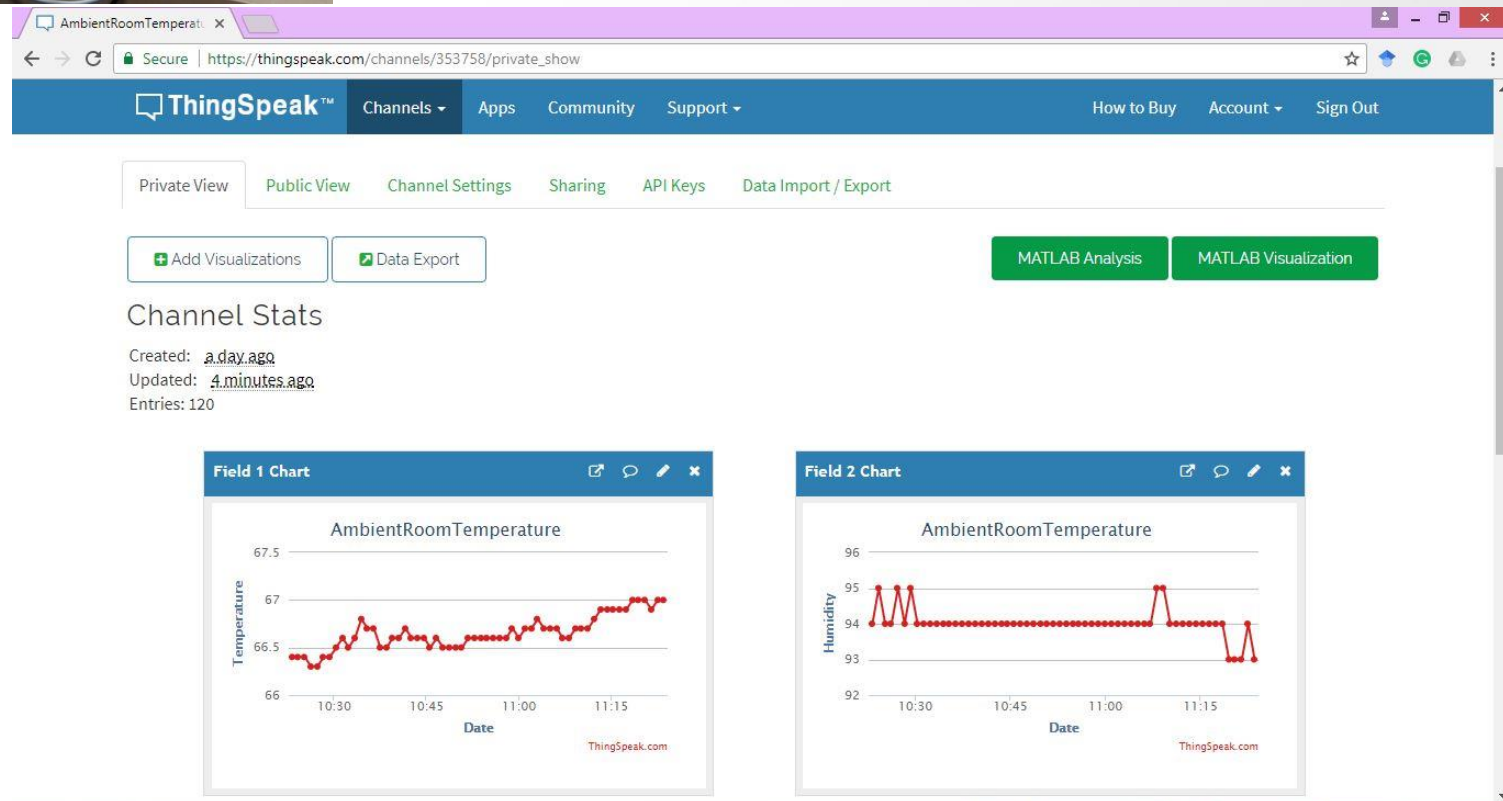 AmbientRoomTemperatu
Secure | https://thingspeak.com/channels/353758/private_show
ThingSpeak™ Channels Apps Community Support How to Buy Account Sign Out
Private View Public View Channel Settings Sharing API Keys Data Import / Export
Add Visualizations Data Export MATLAB Analysis MATLAB Visualization
Channel Stats
Created: a day ago
Updated: 4 minutes ago
Entries: 120
Field 1 Chart
AmbientRoomTemperature
Temperature
67.5
67
66.5
66
10:30 10:45 11:00 11:15
Date
ThingSpeak.com
Field 2 Chart
AmbientRoomTemperature
Humidity
96
95
94
93
92
10:30 10:45 11:00 11:15
Date
ThingSpeak.com